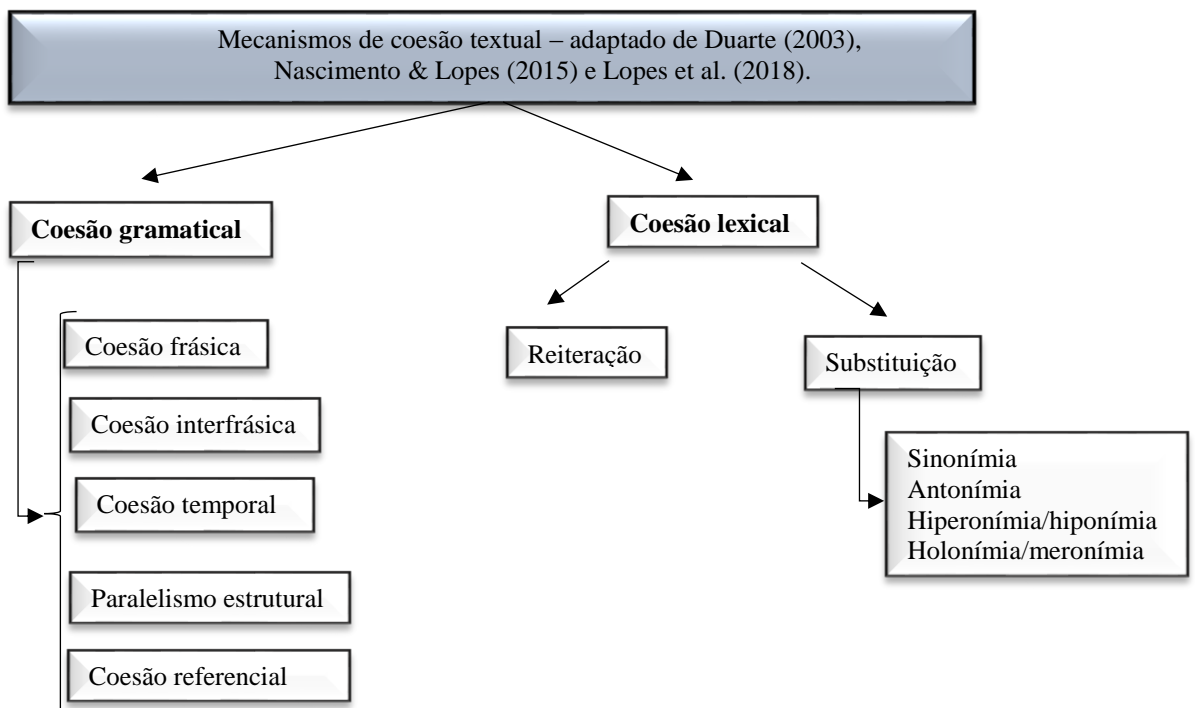 Mecanismos de coesão textual – adaptado de Duarte (2003),
Nascimento & Lopes (2015) e Lopes et al. (2018).
Coesão gramatical
Coesão lexical
Coesão frásica
Coesão interfrásica
Coesão temporal
Paralelismo estrutural
Coesão referencial
Reiteração
Substituição
Sinonímia
Antonímia
Hiperonímia/hiponímia
Holonímia/meronímia